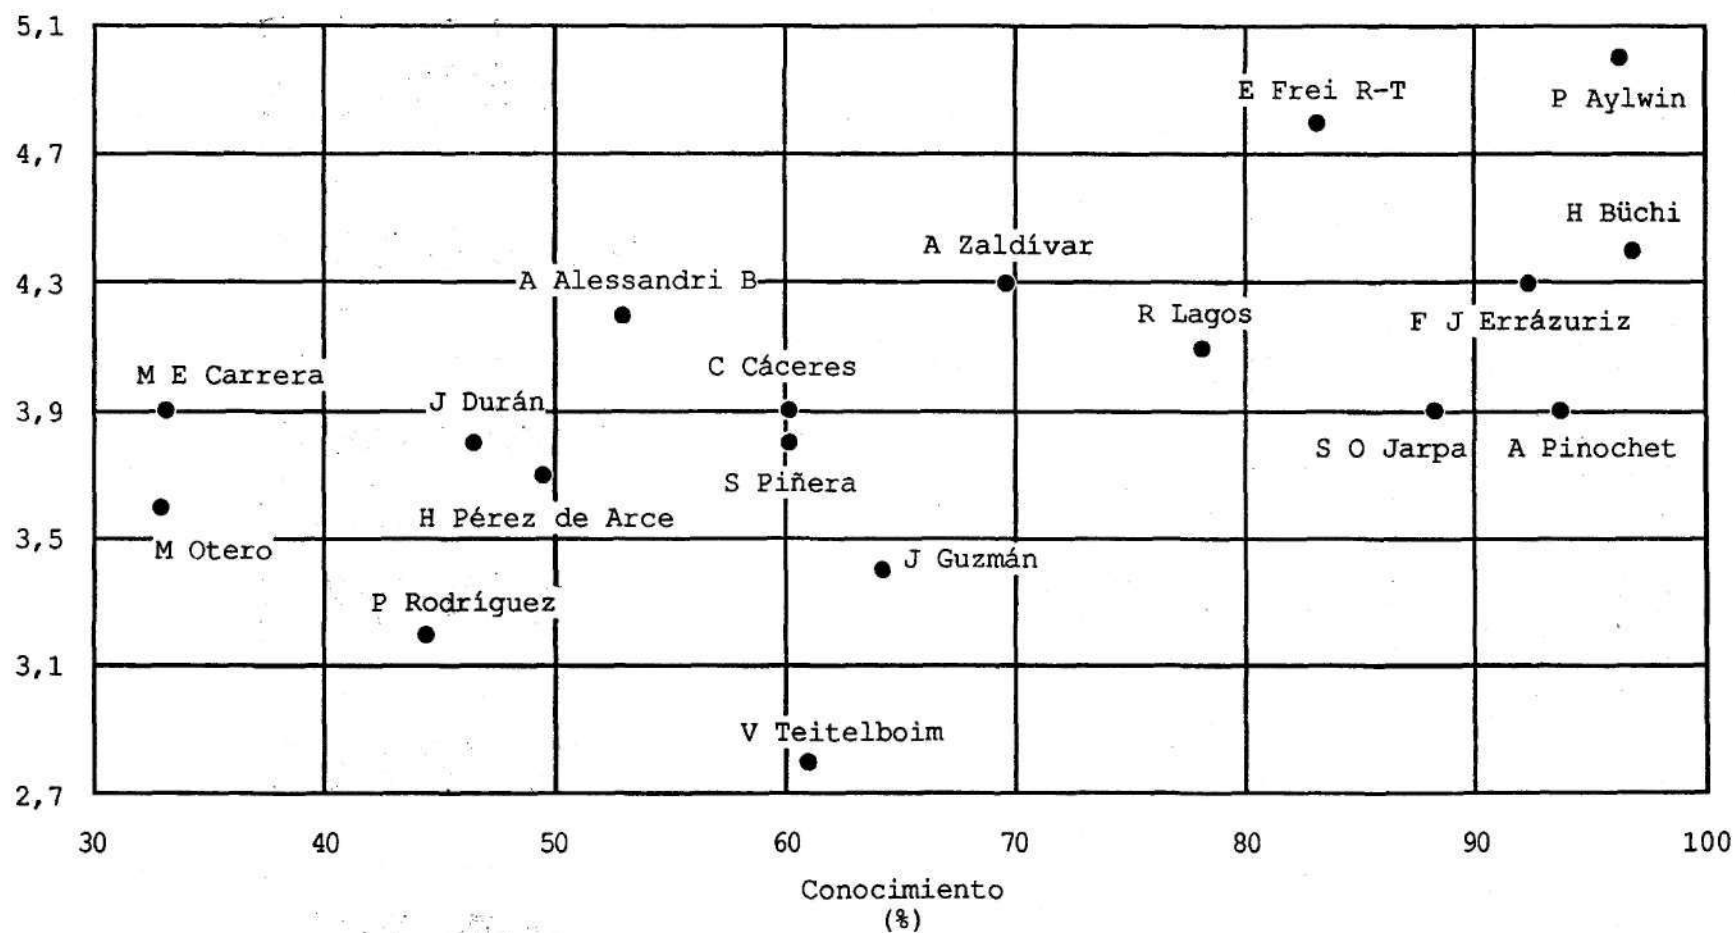 5,1
E Frei R-T
P Aylwin
4,7
H Büchi
A Zaldívar
4,3
A Alessandri B
R Lagos
F J Errázuriz
C Cáceres
M E Carrera
J Durán
3,9
S O Jarpa
A Pinochet
S Piñera
H Pérez de Arce
3,5
M Otero
J Guzmán
P Rodríguez
3,1
V Teitelboim
2,7
30 40 50 60 70 80 90 100
Conocimiento
(%)